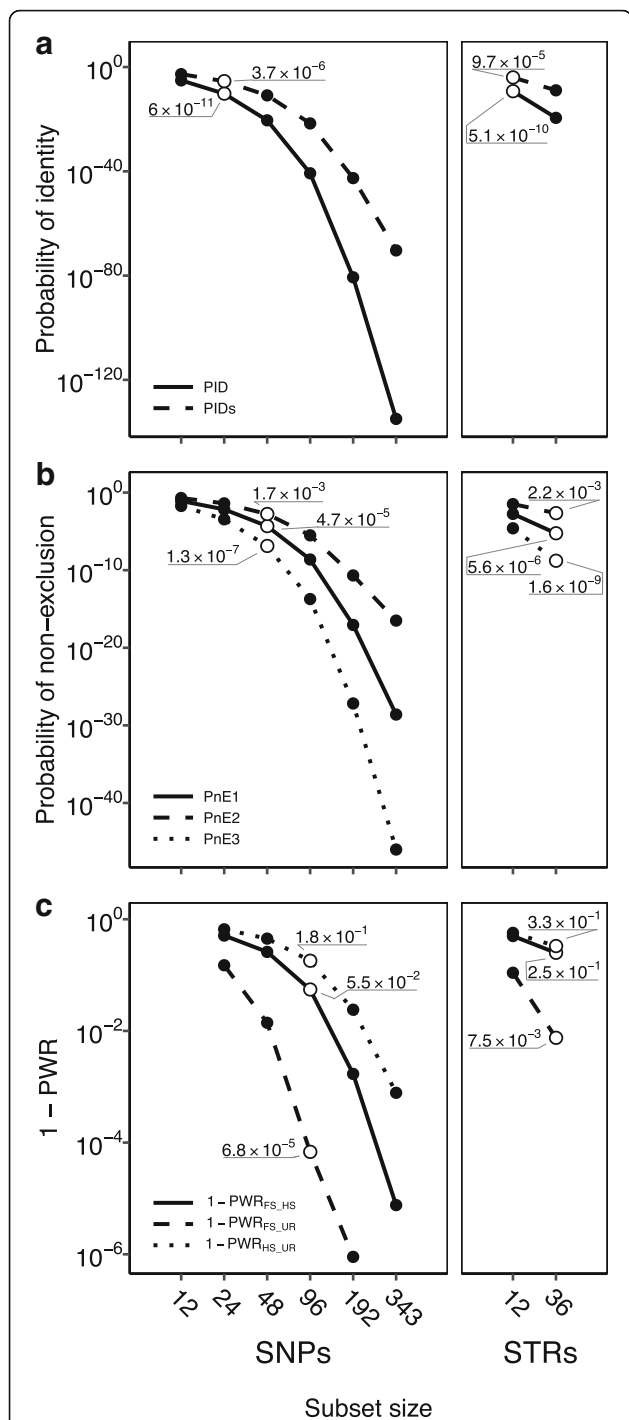 a
Probability of identity
10⁰
10⁻⁴⁰
10⁻⁸⁰
10⁻¹²⁰
3.7 × 10⁻⁶
6 × 10⁻¹¹
PID
PIDs
9.7 × 10⁻⁵
5.1 × 10⁻¹⁰
b
Probability of non−exclusion
10⁰
10⁻¹⁰
10⁻²⁰
10⁻³⁰
10⁻⁴⁰
1.7 × 10⁻³
4.7 × 10⁻⁵
1.3 × 10⁻⁷
PnE1
PnE2
PnE3
2.2 × 10⁻³
5.6 × 10⁻⁶
1.6 × 10⁻⁹
c
1 − PWR
10⁰
10⁻²
10⁻⁴
10⁻⁶
1.8 × 10⁻¹
5.5 × 10⁻²
6.8 × 10⁻⁵
1 − PWR_FS_HS
1 − PWR_FS_UR
1 − PWR_HS_UR
3.3 × 10⁻¹
2.5 × 10⁻¹
7.5 × 10⁻³
12 24 48 96 192 343
12 36
SNPs
STRs
Subset size